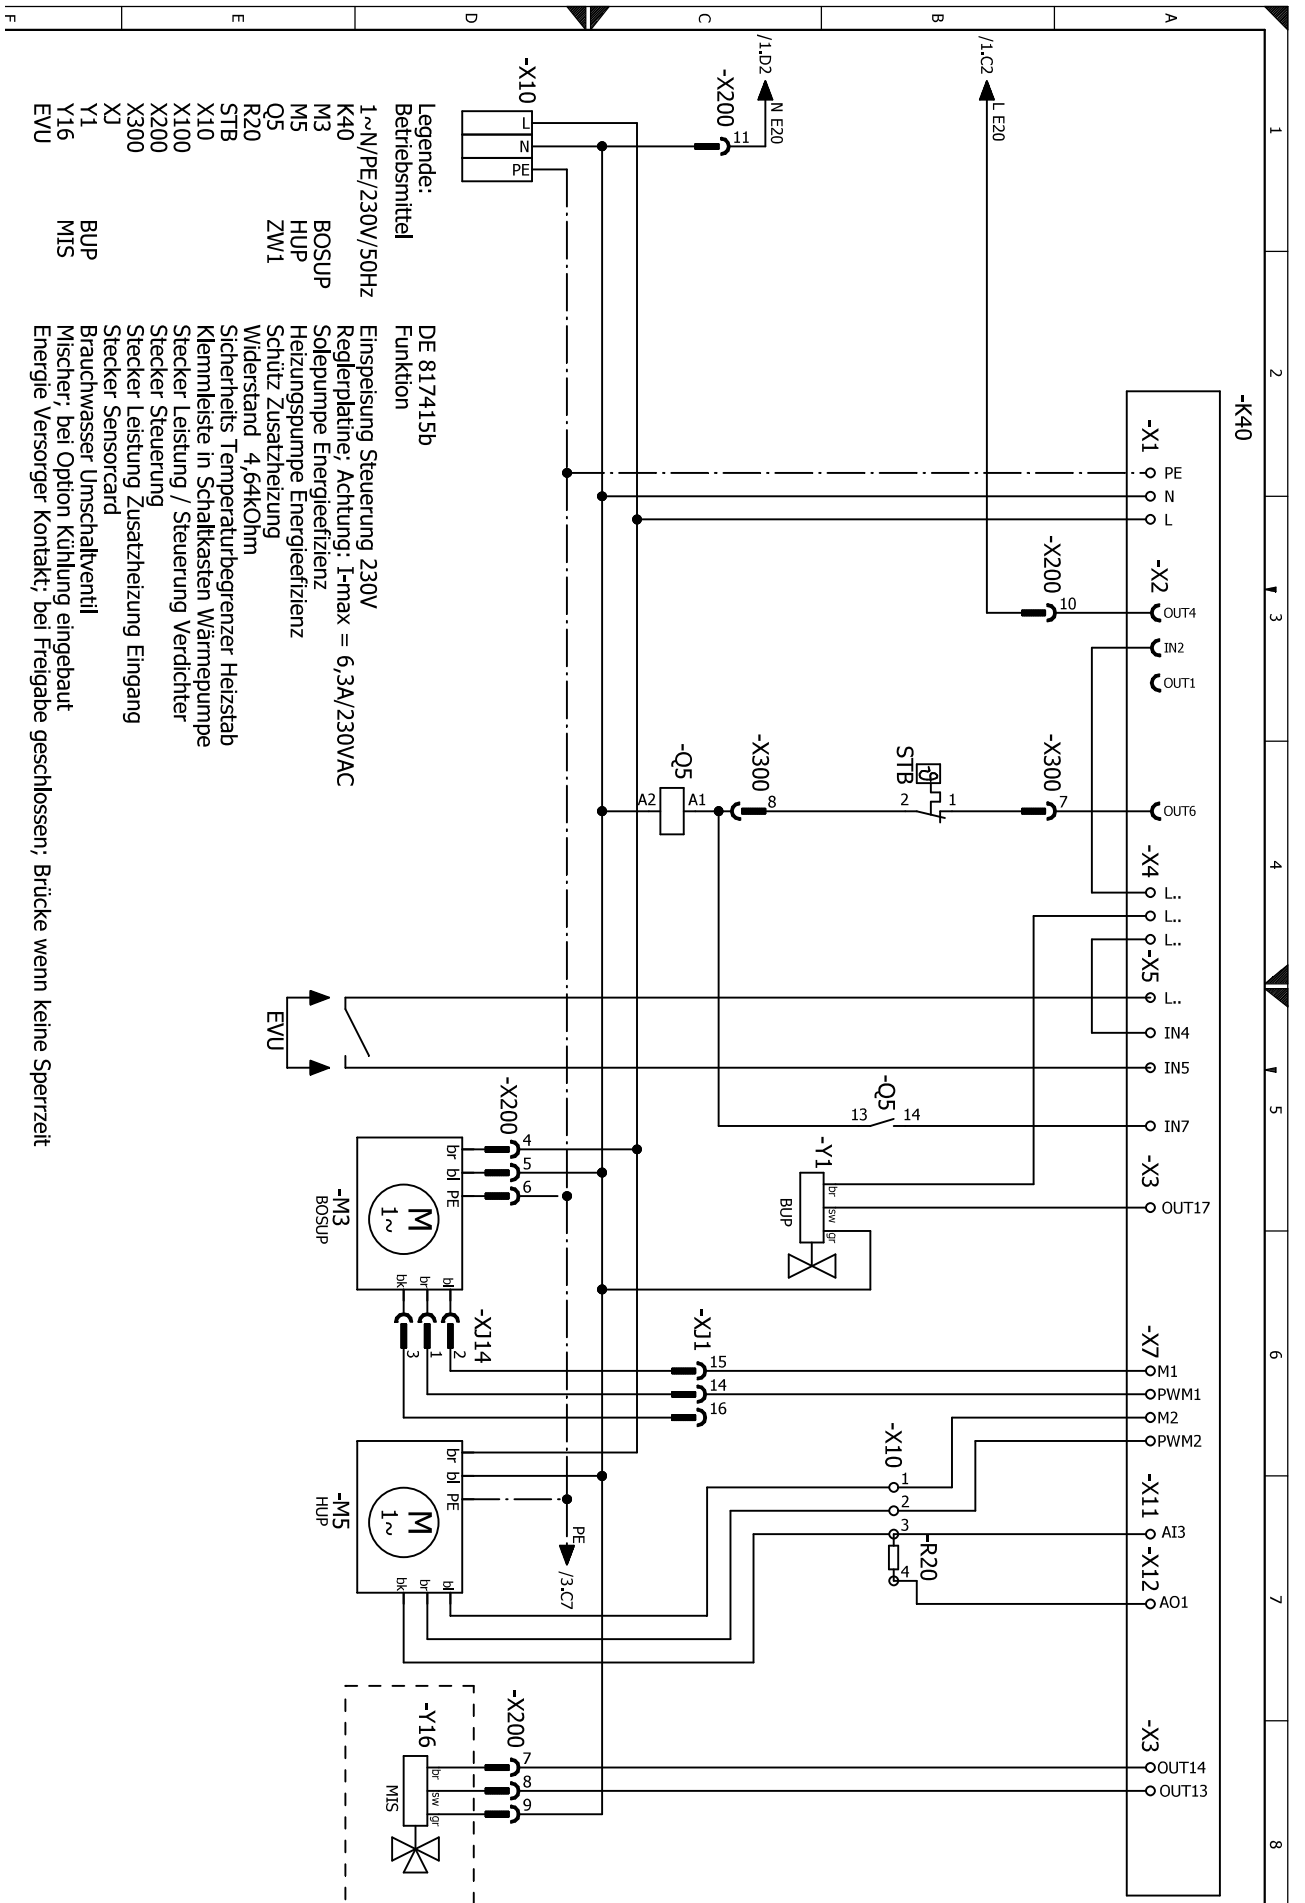 1
2
3
4
5
6
7
8
A
B
C
D
E
F
-K40
-X1
PE
N
L
-X2
OUT4
IN2
OUT1
OUT6
-X4
L..
L..
L..
-X5
L..
IN4
IN5
IN7
-X3
OUT17
-X7
M1
PWM1
M2
PWM2
-X11
AI3
-X12
AO1
-X3
OUT14
OUT13
/1.C2
L E20
-X200
10
-X300
7
STB
1
2
-X300
8
-Q5
A1
A2
-Q5
13
14
-Y1
BUP
br
sw
gr
-X10
1
2
3
4
-R20
/1.D2
N E20
-X200
11
-XJ1
15
14
16
-X10
L
N
PE
EVU
-X200
4
5
6
br
bl
PE
M
1~
-M3
BOSUP
bl
br
bk
-XJ14
2
1
3
br
bl
PE
M
1~
-M5
HUP
bl
br
bk
PE
/3.C7
-X200
7
8
9
-Y16
MIS
br
sw
gr
Legende: DE 817415b
Betriebsmittel Funktion
1~N/PE/230V/50Hz Einspeisung Steuerung 230V
K40 Reglerplatine; Achtung: I-max = 6,3A/230VAC
M3 BOSUP Solepumpe Energieefizienz
M5 HUP Heizungspumpe Energieefizienz
Q5 ZW1 Schütz Zusatzheizung
R20 Widerstand 4,64kOhm
STB Sicherheits Temperaturbegrenzer Heizstab
X10 Klemmleiste in Schaltkasten Wärmepumpe
X100 Stecker Leistung / Steuerung Verdichter
X200 Stecker Steuerung
X300 Stecker Leistung Zusatzheizung Eingang
XJ Stecker Sensorcard
Y1 BUP Brauchwasser Umschaltventil
Y16 MIS Mischer; bei Option Kühlung eingebaut
EVU Energie Versorger Kontakt; bei Freigabe geschlossen; Brücke wenn keine Sperrzeit